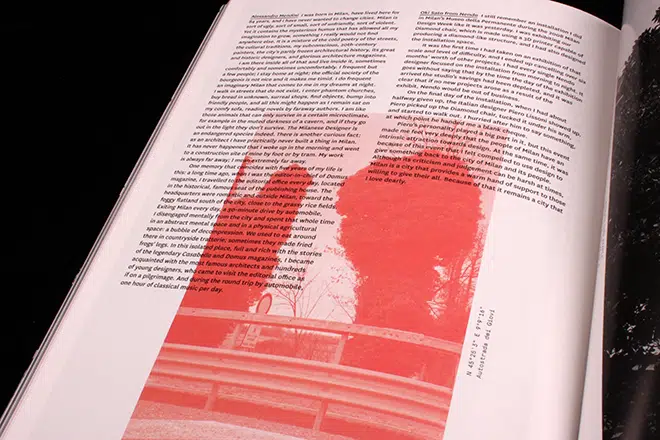 Alessandro Mendini I was born in Milan, have lived here for
64 years, and I have never wanted to change cities. Milan is
sort of ugly, sort of small, sort of unfriendly, almost violent.
Yet it contains the mysterious humus that has allowed my
imagination to grow, something I really would not find
anywhere else. It is a mixture of the cold poetry of the streets,
the cultural traditions, my subconscious, 20th-century
painters, the city's partly hidden architectural history, its great
and historic designers, and glorious architecture magazines.
I am there inside all of that and live inside it, sometimes
comfortably and sometimes uncomfortably. I frequent but
a few people; I stay home at night; the official society of the
bourgeois is not nice and it makes me timid. I do frequent
an imaginary Milan that comes to me in my dreams at night.
I walk in streets that do not exist, I enter phantom churches,
buy bread in unknown, surreal shops, find objects, bump into
friendly people, and all this might happen as I remain sat on
my comfy sofa, reading novels by faraway authors. I am like
those animals that can only survive in a certain microclimate,
for example in the muted darkness of a cavern, and if they go
out in the light they don't survive. The Milanese Designer is
an endangered species indeed. There is another curious fact:
as an architect I have practically never built a thing in Milan,
it has never happened that I woke up in the morning and went
to a construction site of mine by foot or by tram. My work
is always far away; I am extremely far away.
One memory that coincides with five years of my life is
this: a long time ago, when I was the editor-in-chief of Domus
magazine, I travelled to the editorial office every day, located
in the historical, famous seat of the publishing house. The
headquarters were romantic and outside Milan, toward the
foggy flatland south of the city, close to the grassy rice fields.
Exiting Milan every day, a 90-minute drive by automobile,
I disengaged mentally from the city and spent that whole time
in an abstract mental space and in a physical agricultural
space: a bubble of decompression. We used to eat around
there in countryside trattorie; sometimes they made fried
frogs' legs. In this isolated place, full and rich with the stories
of the legendary Casabella and Domus magazines, I became
acquainted with the most famous architects and hundreds
of young designers, who came to visit the editorial office as
if on a pilgrimage. And during the round trip by automobile,
one hour of classical music per day.
Oki Sato from Nendo I still remember an installation I did
in Milan's Museo della Permanente during the 2008 Milan
Design Week like it was yesterday. I was exhibiting our
Diamond chair, which is made using a 3D printer capable of
producing a diamond-like structure, and I had also designed
the installation space.
It was the first time I had taken on an exhibition of that
scale and level of difficulty, and I was shouldering over six
months' worth of other projects. I had every single Nendo
designer focused on the installation from morning to night. It
goes without saying that by the time the day of the exhibit
arrived the studio's savings had been depleted, and it was
clear that if no new projects arose as a result of the
exhibit, Nendo would be out of business.
On the final day of the installation, when I had about
halfway given up, the Italian designer Piero Lissoni showed up.
Piero picked up the Diamond chair, tucked it under his arm,
and started to walk out. I hurried over to him to say something,
at which point he handed me a blank cheque.
Piero's personality played a big part in it, but this event
made me feel very deeply that the people in Milan have an
intrinsic attraction towards design. At the same time, it was
because of this event that I felt compelled to use design to
give something back to the city of Milan and its people.
Although the criticism and judgement can be harsh at times,
Milan is a city that provides a warm hand of support to those
willing to give their all. Because of that it remains a city that
I love dearly.
N 45°25'3" E 9°9'16"
Autostrada dei Giovi